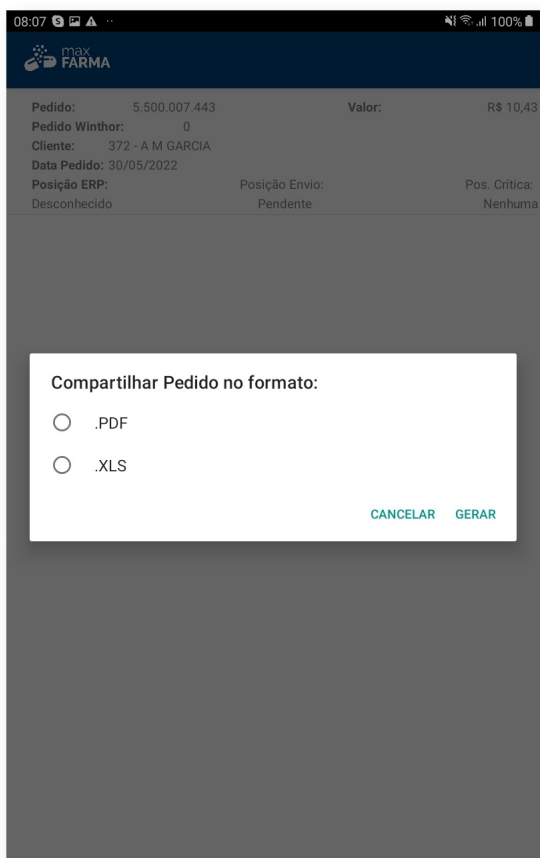 08:07 100%
max
FARMA
Pedido: 5.500.007.443 Valor: R$ 10,43
Pedido Winthor: 0
Cliente: 372 - A M GARCIA
Data Pedido: 30/05/2022
Posição ERP: Posição Envio: Pos. Crítica:
Desconhecido Pendente Nenhuma
Compartilhar Pedido no formato:
.PDF
.XLS
CANCELAR GERAR